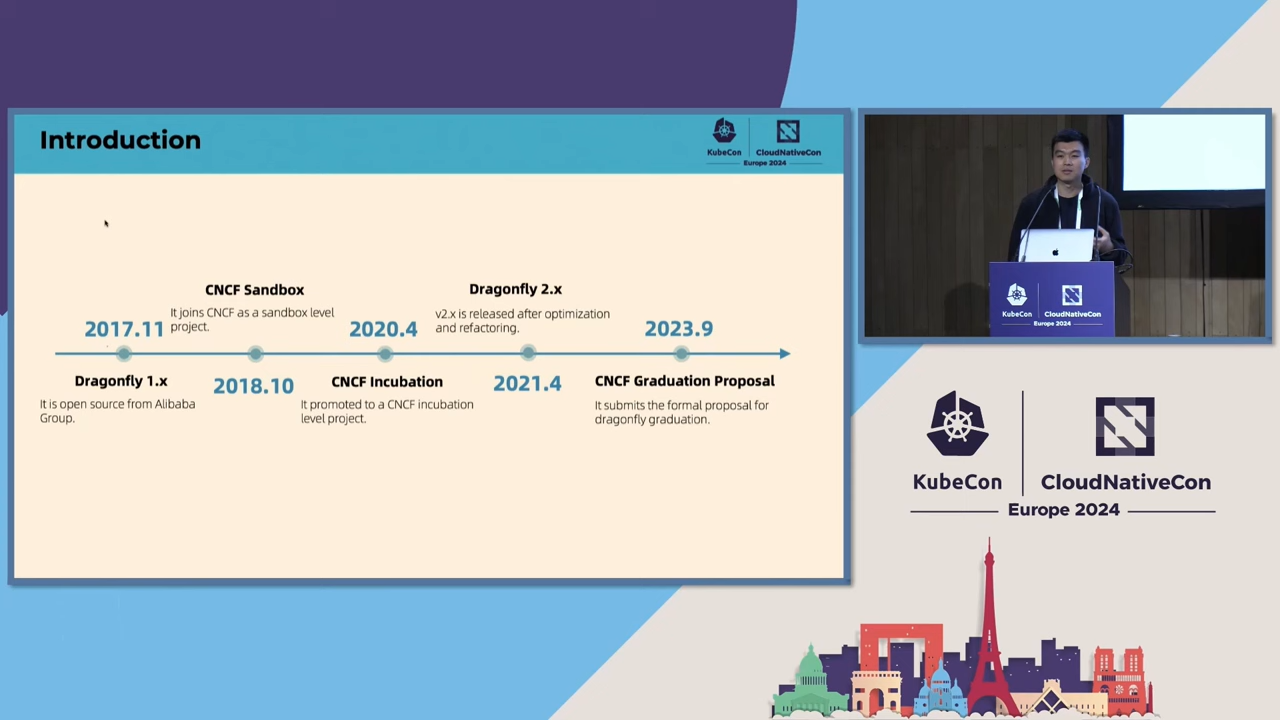 Introduction
KubeCon
CloudNativeCon
Europe 2024
2017.11
Dragonfly 1.x
It is open source from Alibaba
Group.
CNCF Sandbox
It joins CNCF as a sandbox level
project.
2018.10
2020.4
CNCF Incubation
It promoted to a CNCF incubation
level project.
Dragonfly 2.x
v2.x is released after optimization
and refactoring.
2021.4
2023.9
CNCF Graduation Proposal
It submits the formal proposal for
dragonfly graduation.
KubeCon
CloudNativeCon
Europe 2024
KubeCon
CloudNativeCon
Europe 2024